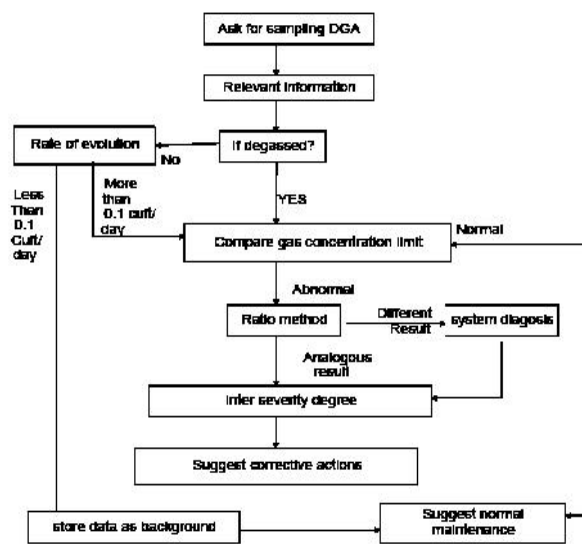 Ask for sampling DGA
Relevant information
Rate of evolution
If degassed?
No
Less
Than
0.1
Cuft/
day
More
than
0.1 cuft/
day
YES
Compare gas concentration limit
Normal
Abnormal
Ratio method
Different
Result
system diagosis
Analogous
result
Infer severity degree
Suggest corrective actions
store data as background
Suggest normal
maintenance